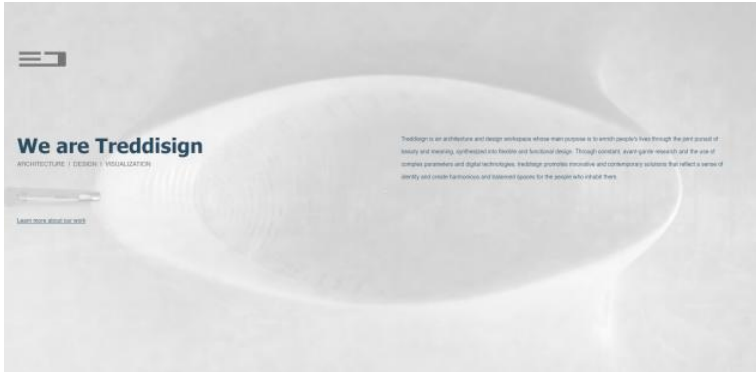 We are Treddisign
ARCHITECTURE | DESIGN | VISUALIZATION
Learn more about our work
Treddisign is an architecture and design workspace whose main purpose is to enrich people's lives through the joint pursuit of
beauty and meaning, synthesized into flexible and functional design. Through constant, avant-garde research and the use of
complex parameters and digital technologies, treddisign promotes innovative and contemporary solutions that reflect a sense of
identity and create harmonious and balanced spaces for the people who inhabit them.